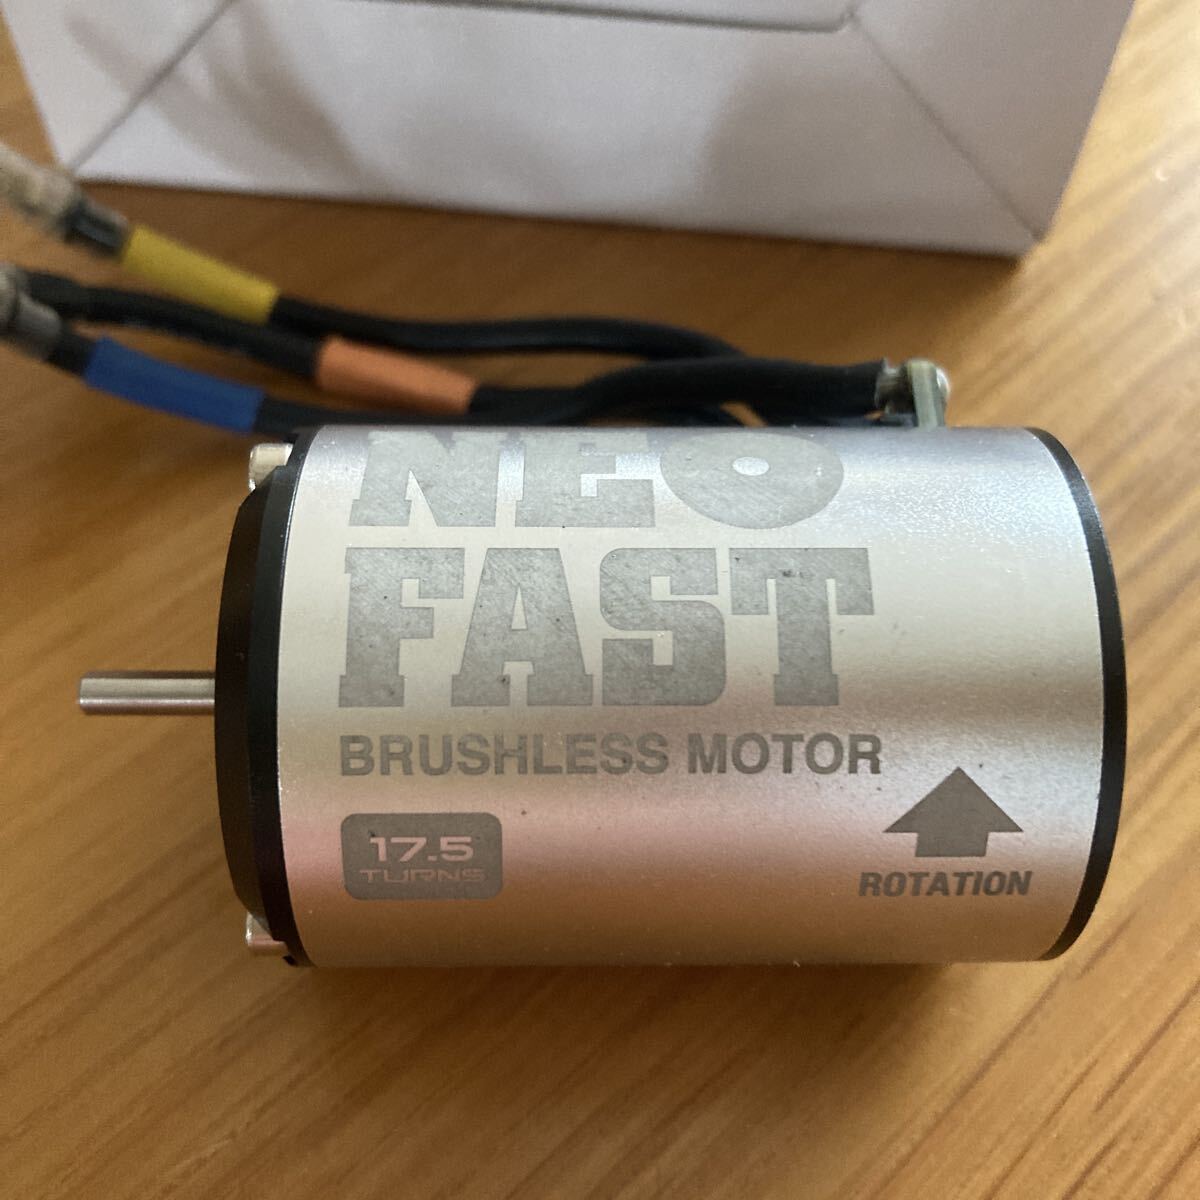 NEO
FAST
BRUSHLESS MOTOR
17.5
TURNS
ROTATION